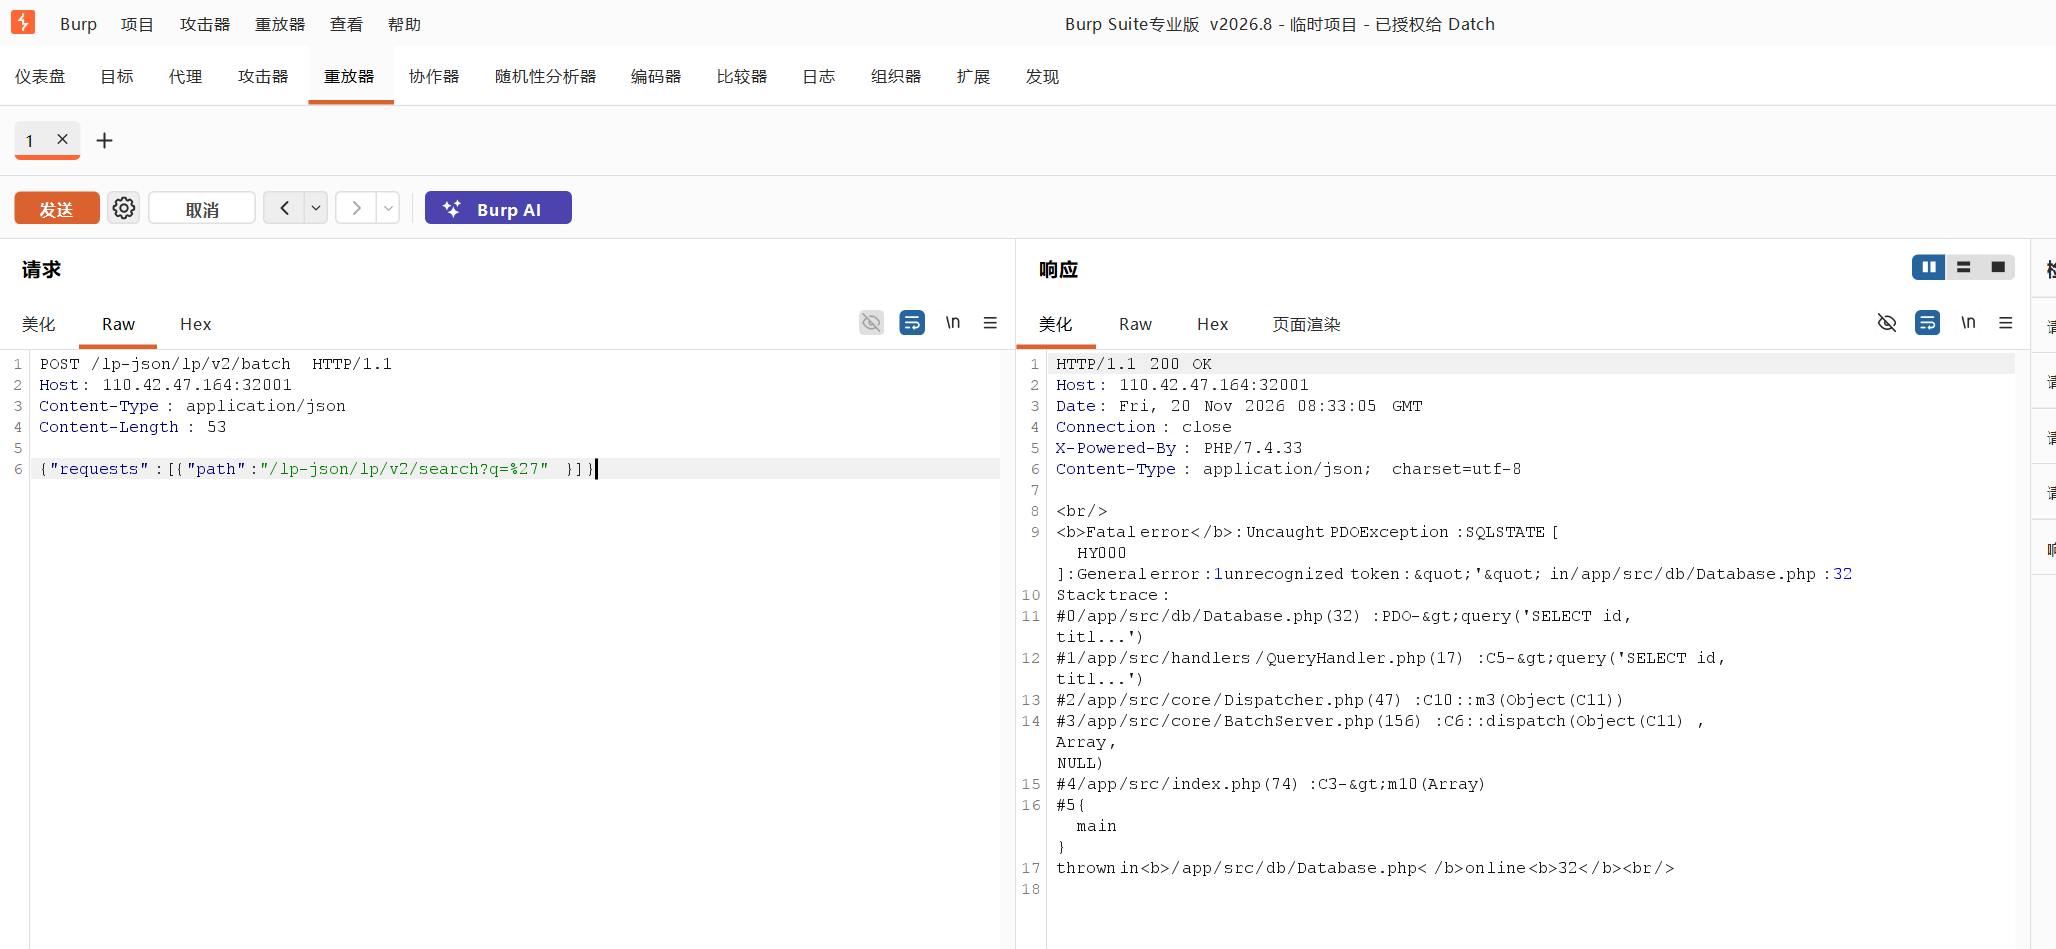 Burp 项目 攻击器 重放器 查看 帮助 Burp Suite专业版 v2026.8 - 临时项目 - 已授权给 Datch
仪表盘 目标 代理 攻击器 重放器 协作器 随机性分析器 编码器 比较器 日志 组织器 扩展 发现
1 × +
发送 取消 < > Burp AI
请求
美化 Raw Hex \n
1 POST /lp-json/lp/v2/batch HTTP/1.1
2 Host: 110.42.47.164:32001
3 Content-Type: application/json
4 Content-Length: 53
5
6 {"requests":[{"path":"/lp-json/lp/v2/search?q=%27" }]}
响应
美化 Raw Hex 页面渲染 \n
1 HTTP/1.1 200 OK
2 Host: 110.42.47.164:32001
3 Date: Fri, 20 Nov 2026 08:33:05 GMT
4 Connection: close
5 X-Powered-By: PHP/7.4.33
6 Content-Type: application/json; charset=utf-8
7
8 <br/>
9 <b>Fatal error</b>: Uncaught PDOException :SQLSTATE [
HY000
]:General error :1unrecognized token:&quot;'&quot; in/app/src/db/Database.php :32
10 Stacktrace:
11 #0/app/src/db/Database.php(32) :PDO-&gt;query('SELECT id,
titl...')
12 #1/app/src/handlers/QueryHandler.php(17) :C5-&gt;query('SELECT id,
titl...')
13 #2/app/src/core/Dispatcher.php(47) :C10::m3(Object(C11))
14 #3/app/src/core/BatchServer.php(156) :C6::dispatch(Object(C11) ,
Array,
NULL)
15 #4/app/src/index.php(74) :C3-&gt;m10(Array)
16 #5{
main
}
17 thrown in<b>/app/src/db/Database.php< /b>online<b>32</b><br/>
18